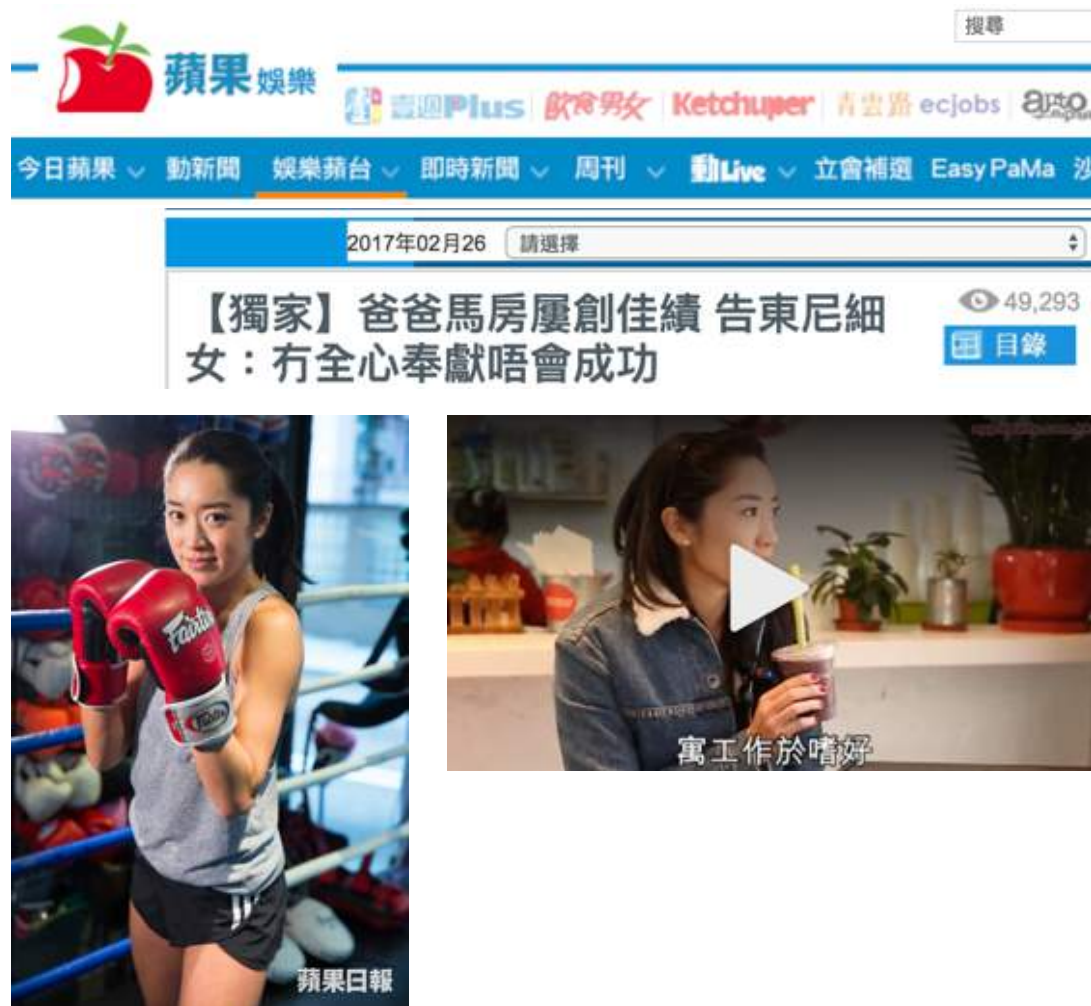 搜尋
蘋果 娛樂
壹週Plus 飲食男女 Ketchuper 青雲路 ecjobs
今日蘋果 動新聞 娛樂蘋台 即時新聞 周刊 動Live 立會補選 Easy PaMa
2017年02月26 請選擇
【獨家】爸爸馬房屢創佳績 告東尼細
女：冇全心奉獻唔會成功
49,293
目錄
Fairtex
寓工作於嗜好
蘋果日報